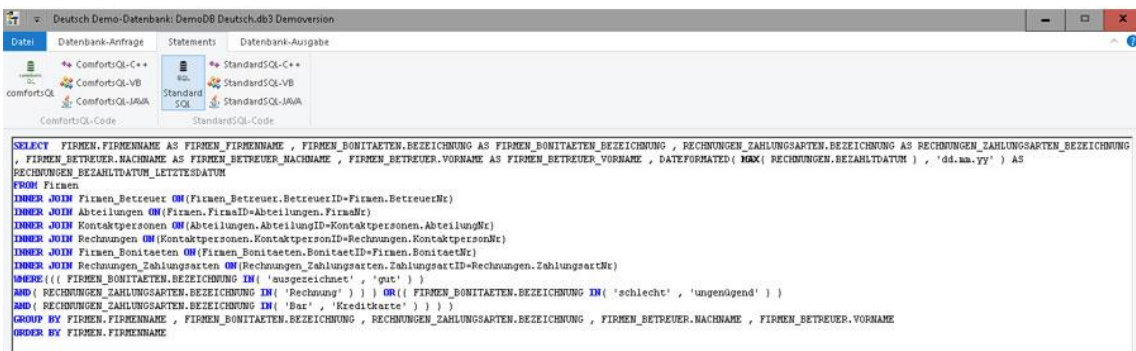 Deutsch Demo-Datenbank: DemoDB Deutsch.db3 Demoversion
Datei Datenbank-Anfrage Statements Datenbank-Ausgabe
comfortsQL
ComfortsQL-C++
ComfortsQL-VB
ComfortsQL-JAVA
ComfortsQL-Code
SQL
Standard
SQL
StandardSQL-C++
StandardSQL-VB
StandardSQL-JAVA
StandardSQL-Code
SELECT FIRMEN.FIRMENNAME AS FIRMEN_FIRMENNAME , FIRMEN_BONITAETEN.BEZEICHNUNG AS FIRMEN_BONITAETEN_BEZEICHNUNG , RECHNUNGEN_ZAHLUNGSARTEN.BEZEICHNUNG AS RECHNUNGEN_ZAHLUNGSARTEN_BEZEICHNUNG
, FIRMEN_BETREUER.NACHNAME AS FIRMEN_BETREUER_NACHNAME , FIRMEN_BETREUER.VORNAME AS FIRMEN_BETREUER_VORNAME , DATEFORMATED( MAX( RECHNUNGEN.BEZAHLTDATUM ) , 'dd.mm.yy' ) AS
RECHNUNGEN_BEZAHLTDATUM_LETZTESDATUM
FROM Firmen
INNER JOIN Firmen_Betreuer ON(Firmen_Betreuer.BetreuerID=Firmen.BetreuerNr)
INNER JOIN Abteilungen ON(Firmen.FirmaID=Abteilungen.FirmaNr)
INNER JOIN Kontaktpersonen ON(Abteilungen.AbteilungID=Kontaktpersonen.AbteilungNr)
INNER JOIN Rechnungen ON(Kontaktpersonen.KontaktpersonID=Rechnungen.KontaktpersonNr)
INNER JOIN Firmen_Bonitaeten ON(Firmen_Bonitaeten.BonitaetID=Firmen.BonitaetNr)
INNER JOIN Rechnungen_Zahlungsarten ON(Rechnungen_Zahlungsarten.ZahlungsartID=Rechnungen.ZahlungsartNr)
WHERE((( FIRMEN_BONITAETEN.BEZEICHNUNG IN( 'ausgezeichnet' , 'gut' ) )
AND( RECHNUNGEN_ZAHLUNGSARTEN.BEZEICHNUNG IN( 'Rechnung' ) ) ) OR(( FIRMEN_BONITAETEN.BEZEICHNUNG IN( 'schlecht' , 'ungenügend' ) )
AND( RECHNUNGEN_ZAHLUNGSARTEN.BEZEICHNUNG IN( 'Bar' , 'Kreditkarte' ) ) ) )
GROUP BY FIRMEN.FIRMENNAME , FIRMEN_BONITAETEN.BEZEICHNUNG , RECHNUNGEN_ZAHLUNGSARTEN.BEZEICHNUNG , FIRMEN_BETREUER.NACHNAME , FIRMEN_BETREUER.VORNAME
ORDER BY FIRMEN.FIRMENNAME